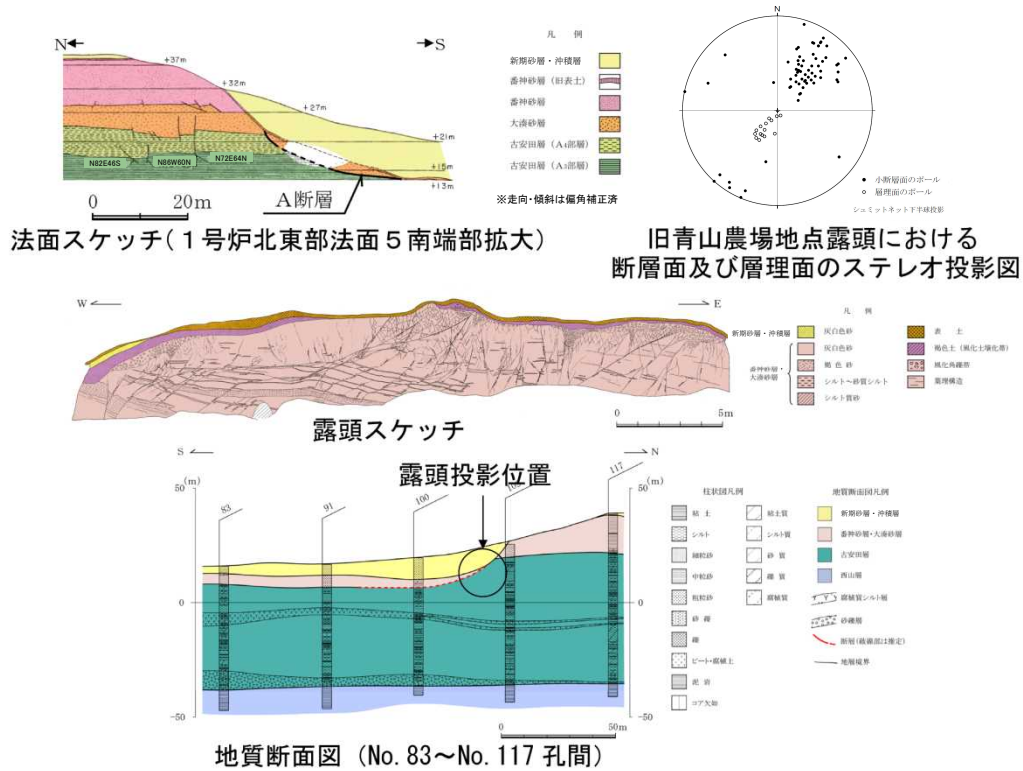 N
S
+37m
+32m
+27m
+21m
+15m
+13m
N82E46S
N86W60N
N72E64N
A断層
0
20m
凡 例
新期砂層・沖積層
番神砂層(旧表土)
番神砂層
大湊砂層
古安田層(A4部層)
古安田層(A3部層)
※走向・傾斜は偏角補正済
法面スケッチ(1号炉北東部法面5南端部拡大)
N
小断層面のポール
層理面のポール
シュミットネット下半球投影
旧青山農場地点露頭における
断層面及び層理面のステレオ投影図
W
E
凡 例
新期砂層・沖積層
灰白色砂
番神砂層・
大湊砂層
灰白色砂
褐色砂
シルト〜砂質シルト
シルト質砂
表 土
褐色土(風化土壌化帯)
風化角礫帯
葉理構造
0
5m
露頭スケッチ
S
N
露頭投影位置
(m)
50
0
-50
83
91
100
117
(m)
50
0
-50
0
50m
柱状図凡例
粘土
シルト
細粒砂
中粒砂
粗粒砂
砂礫
礫
ピート・腐植土
泥岩
コア欠如
粘土質
シルト質
砂質
礫質
腐植質
地質断面図凡例
新期砂層・沖積層
番神砂層・大湊砂層
古安田層
西山層
腐植質シルト層
砂礫層
断層(破線部は推定)
地層境界
地質断面図(No.83〜No.117孔間)